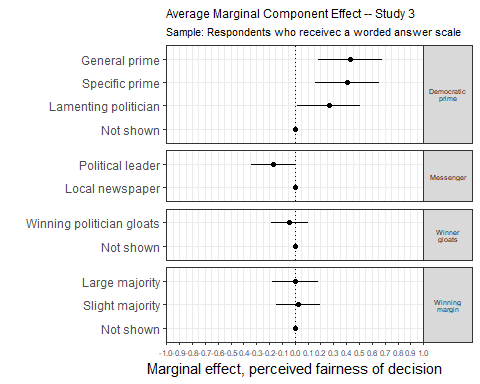 Average Marginal Component Effect -- Study 3
Sample: Respondents who received a worded answer scale
General prime
Specific prime
Lamenting politician
Not shown
Democratic
prime
Political leader
Local newspaper
Messenger
Winning politician gloats
Not shown
Winner
gloats
Large majority
Slight majority
Not shown
Winning
margin
-1.0-0.9-0.8-0.7-0.6-0.5-0.4-0.3-0.2-0.1 0.0 0.1 0.2 0.3 0.4 0.5 0.6 0.7 0.8 0.9 1.0
Marginal effect, perceived fairness of decision